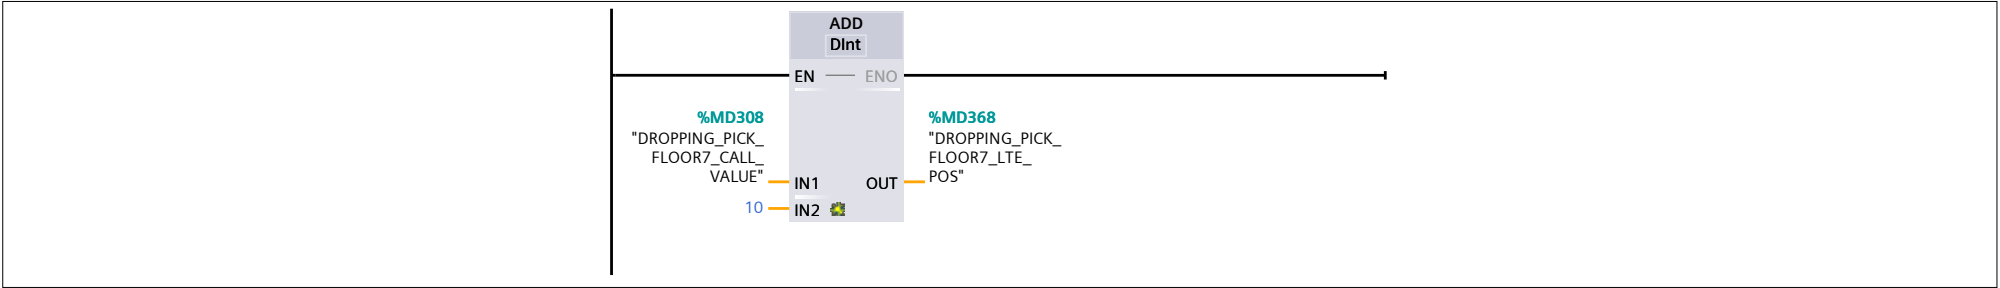 ADD
DInt
EN
ENO
%MD308
"DROPPING_PICK_
FLOOR7_CALL_
VALUE"
IN1
%MD368
"DROPPING_PICK_
FLOOR7_LTE_
POS"
OUT
10
IN2